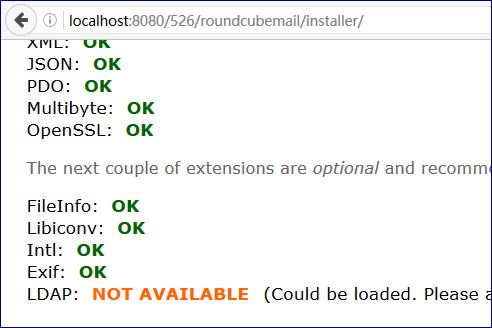 localhost:8080/526/roundcubemail/installer/
XML: OK
JSON: OK
PDO: OK
Multibyte: OK
OpenSSL: OK
The next couple of extensions are optional and recomme
FileInfo: OK
Libiconv: OK
Intl: OK
Exif: OK
LDAP: NOT AVAILABLE (Could be loaded. Please a